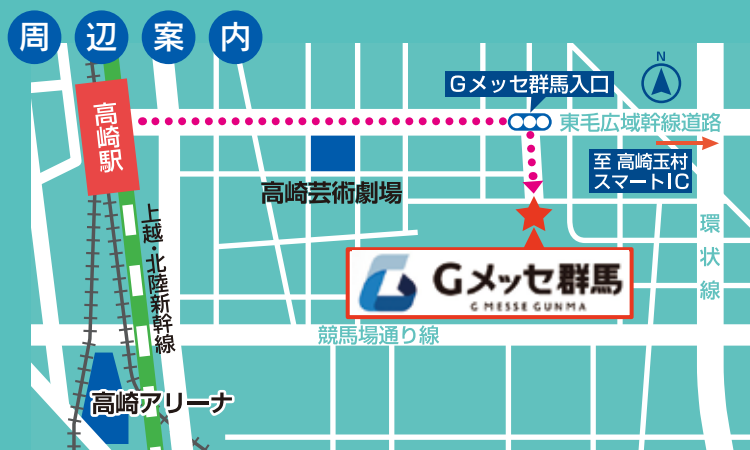 周辺案内
N
Gメッセ群馬入口
高崎駅
東毛広域幹線道路
至 高崎玉村
スマートIC
高崎芸術劇場
上越・北陸新幹線
環状線
Gメッセ群馬
G MESSE GUNMA
競馬場通り線
高崎アリーナ